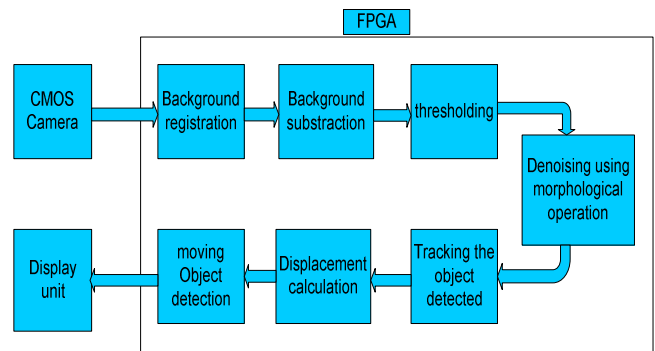 FPGA
CMOS
Camera
Background
registration
Background
substraction
thresholding
Denoising using
morphological
operation
Tracking the
object
detected
Displacement
calculation
moving
Object
detection
Display
unit